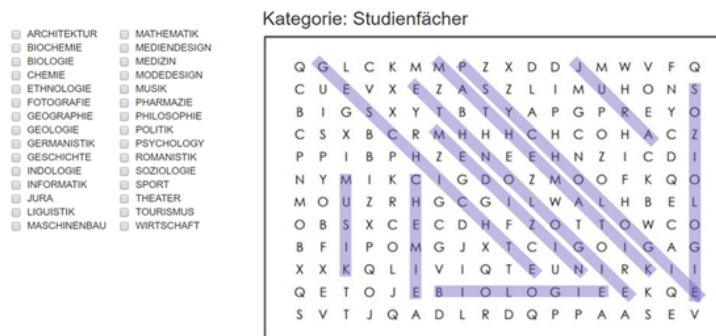 Kategorie: Studienfächer
ARCHITEKTUR
BIOCHEMIE
BIOLOGIE
CHEMIE
ETHNOLOGIE
FOTOGRAFIE
GEOGRAPHIE
GEOLOGIE
GERMANISTIK
GESCHICHTE
INDOLOGIE
INFORMATIK
JURA
LIGUISTIK
MASCHINENBAU
MATHEMATIK
MEDIENDESIGN
MEDIZIN
MODEDESIGN
MUSIK
PHARMAZIE
PHILOSOPHIE
POLITIK
PSYCHOLOGY
ROMANISTIK
SOZIOLOGIE
SPORT
THEATER
TOURISMUS
WIRTSCHAFT
Q G L C K M M P Z X D D J M W V F Q
C U E V X E Z A S Z L I M U H O N S
B I G S X Y T B T Y A P G P R E Y O
C S X B C R M H H H C H C O H A C Z
P P I B P H Z E N E E H N Z I C D I
N Y M I K C I G D O Z M O O F K Q O
M O U Z R H G C G I L W A L H B E L
O B S X C E C D H F Z O T T O W C O
B F I P O M G J X T C I G O I G A G
X X K Q L I V I Q T E U N I R K I I
Q E T O J E B I O L O G I E E K Q E
S V T J Q A D L R D Q P P A A S E V